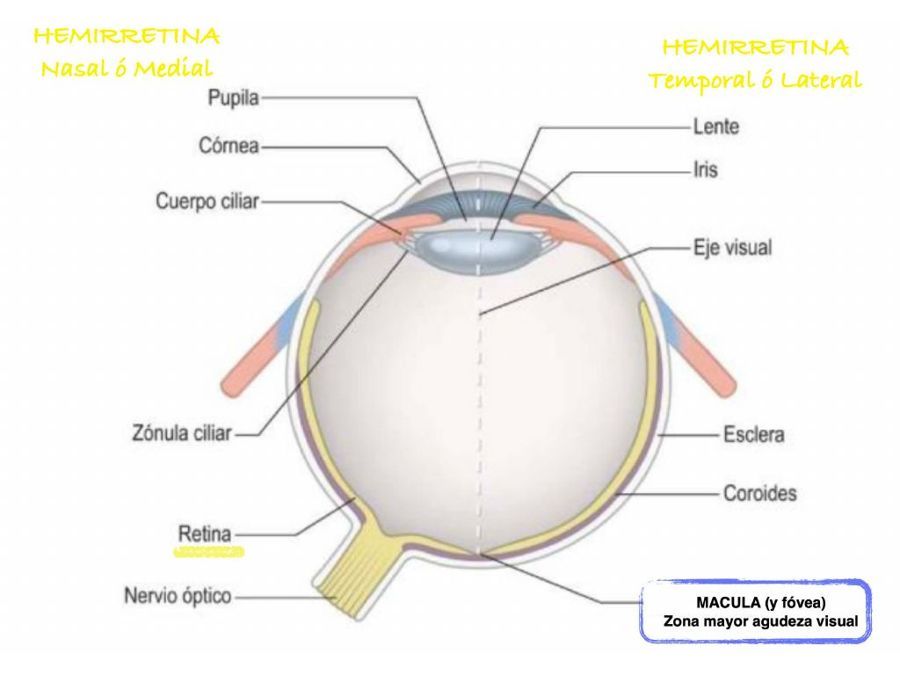 HEMIRRETINA
Nasal ó Medial
HEMIRRETINA
Temporal ó Lateral
Pupila
Lente
Córnea
Iris
Cuerpo ciliar
Eje visual
Zónula ciliar
Esclera
Coroides
Retina
Nervio óptico
MACULA (y fóvea)
Zona mayor agudeza visual